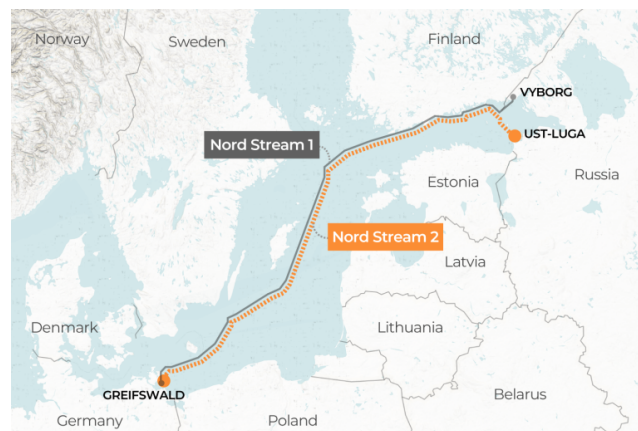 Norway
Sweden
Finland
VYBORG
UST-LUGA
Nord Stream 1
Estonia
Russia
Nord Stream 2
Latvia
Denmark
Lithuania
GREIFSWALD
Belarus
Germany
Poland